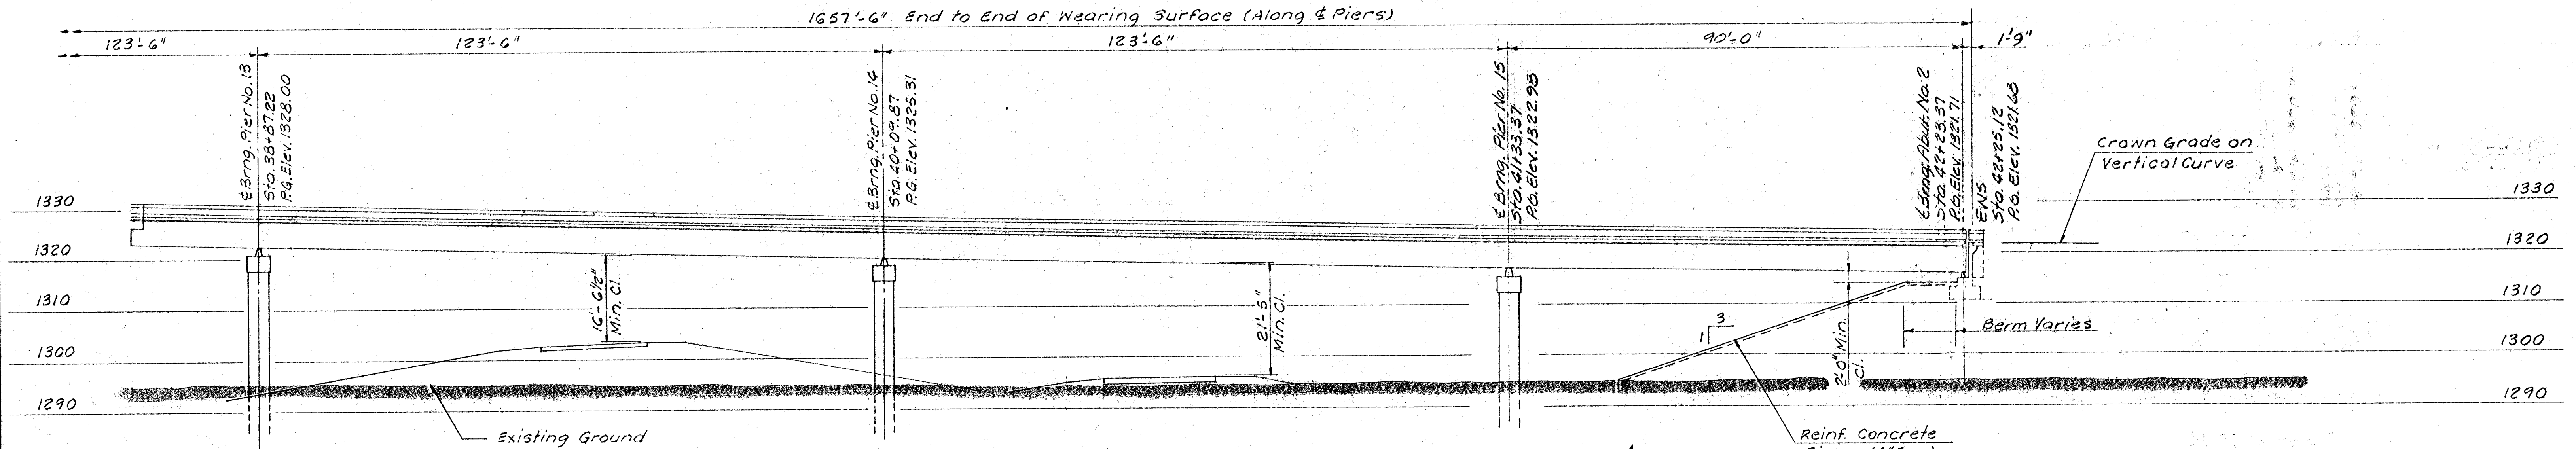 1657'-6" End to End of Wearing Surface (Along ℄ Piers)
123'-6"
123'-6"
123'-6"
90'-0"
1'-9"
℄ Brng. Pier No. 13
Sta. 38+87.22
P.G. Elev. 1328.00
℄ Brng. Pier No. 14
Sta. 40+09.87
P.G. Elev. 1325.31
℄ Brng. Pier No. 15
Sta. 41+33.37
P.G. Elev. 1322.98
℄ Brng. Abut. No. 2
Sta. 42+23.37
P.G. Elev. 1321.71
ENS
Sta. 42+25.12
P.G. Elev. 1321.68
Crown Grade on
Vertical Curve
1330
1330
1320
1320
1310
1310
1300
1300
1290
1290
16'-6½"
Min. Cl.
21'-5"
Min. Cl.
1
3
2'-0" Min.
Cl.
Berm Varies
Existing Ground
Reinf. Concrete